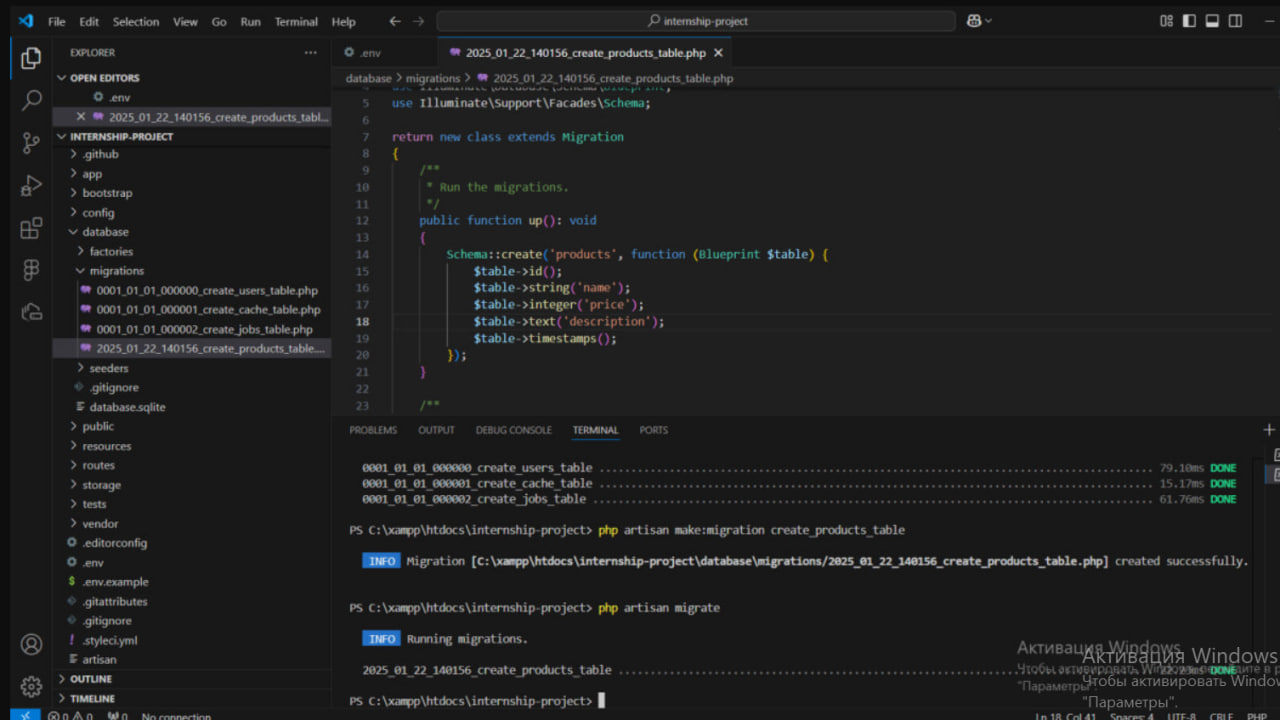 File Edit Selection View Go Run Terminal Help
internship-project
EXPLORER
OPEN EDITORS
.env
2025_01_22_140156_create_products_tabl...
INTERNSHIP-PROJECT
.github
app
bootstrap
config
database
factories
migrations
0001_01_01_000000_create_users_table.php
0001_01_01_000001_create_cache_table.php
0001_01_01_000002_create_jobs_table.php
2025_01_22_140156_create_products_table....
seeders
.gitignore
database.sqlite
public
resources
routes
storage
tests
vendor
.editorconfig
.env
.env.example
.gitattributes
.gitignore
.styleci.yml
artisan
OUTLINE
TIMELINE
.env
2025_01_22_140156_create_products_table.php
database > migrations > 2025_01_22_140156_create_products_table.php
4 use Illuminate\Database\Schema\Blueprint;
5 use Illuminate\Support\Facades\Schema;
6
7 return new class extends Migration
8 {
9 /**
10 * Run the migrations.
11 */
12 public function up(): void
13 {
14 Schema::create('products', function (Blueprint $table) {
15 $table->id();
16 $table->string('name');
17 $table->integer('price');
18 $table->text('description');
19 $table->timestamps();
20 });
21 }
22
23 /**
PROBLEMS OUTPUT DEBUG CONSOLE TERMINAL PORTS
0001_01_01_000000_create_users_table ........ 79.10ms DONE
0001_01_01_000001_create_cache_table ........ 15.17ms DONE
0001_01_01_000002_create_jobs_table ........ 61.76ms DONE
PS C:\xampp\htdocs\internship-project> php artisan make:migration create_products_table
INFO Migration [C:\xampp\htdocs\internship-project\database\migrations/2025_01_22_140156_create_products_table.php] created successfully.
PS C:\xampp\htdocs\internship-project> php artisan migrate
INFO Running migrations.
2025_01_22_140156_create_products_table ........ DONE
PS C:\xampp\htdocs\internship-project>
Активация Windows
Чтобы активировать Windows
"Параметры".
Активация Windows
Чтобы активировать Windo
"Параметры".
0 0 0 No connection
Ln 18, Col 41 Spaces: 4 UTF-8 CRLF PHP